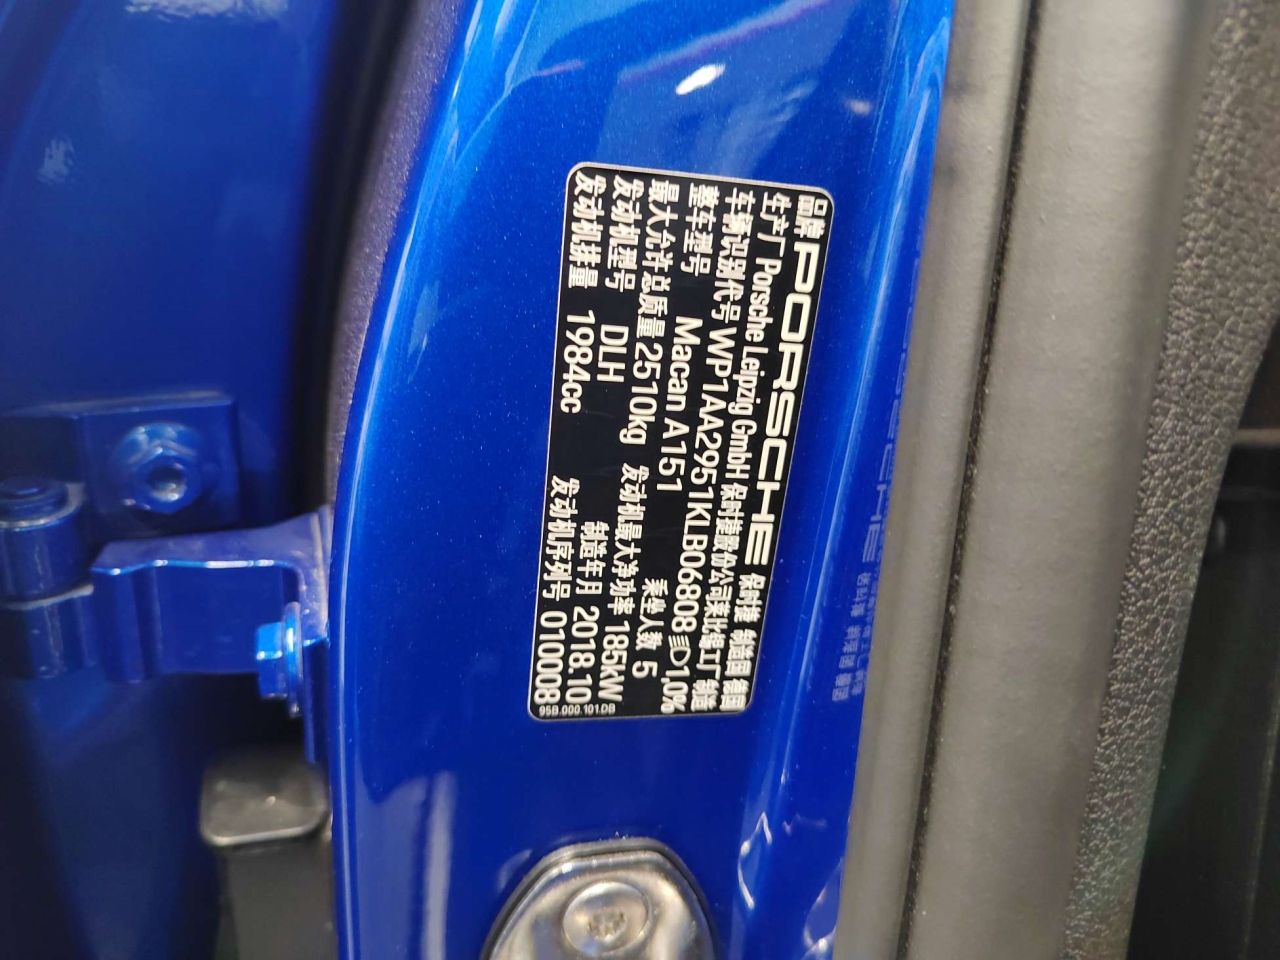 品牌 PORSCHE 保时捷 制造国 德国
生产厂 Porsche Leipzig GmbH 保时捷股份公司莱比锡工厂 制造
车辆识别代号 WP1AA2951KLB06808 1,0%
整车型号 Macan A151 乘坐人数 5
最大允许总质量 2510kg 发动机最大净功率 185kW
发动机型号 DLH 制造年月 2018.10
发动机排量 1984cc 发动机序列号 010008
95B.000.101.DB